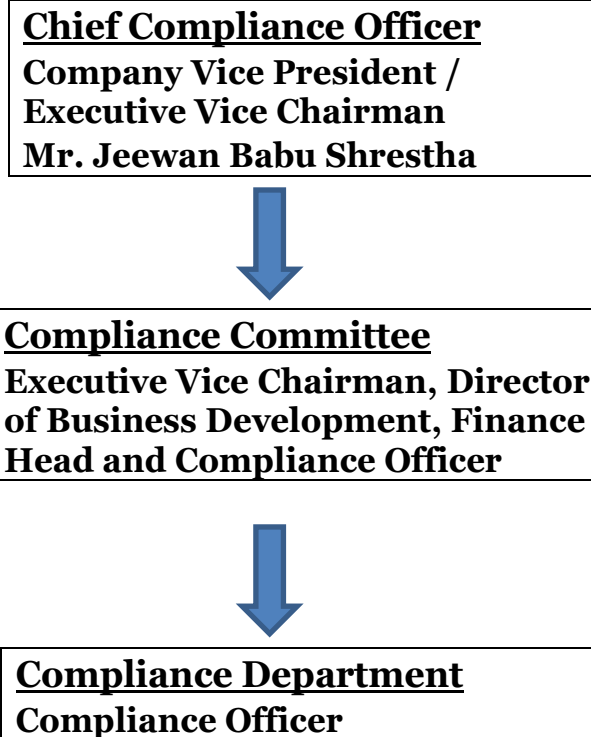 Chief Compliance Officer
Company Vice President /
Executive Vice Chairman
Mr. Jeewan Babu Shrestha
Compliance Committee
Executive Vice Chairman, Director
of Business Development, Finance
Head and Compliance Officer
Compliance Department
Compliance Officer